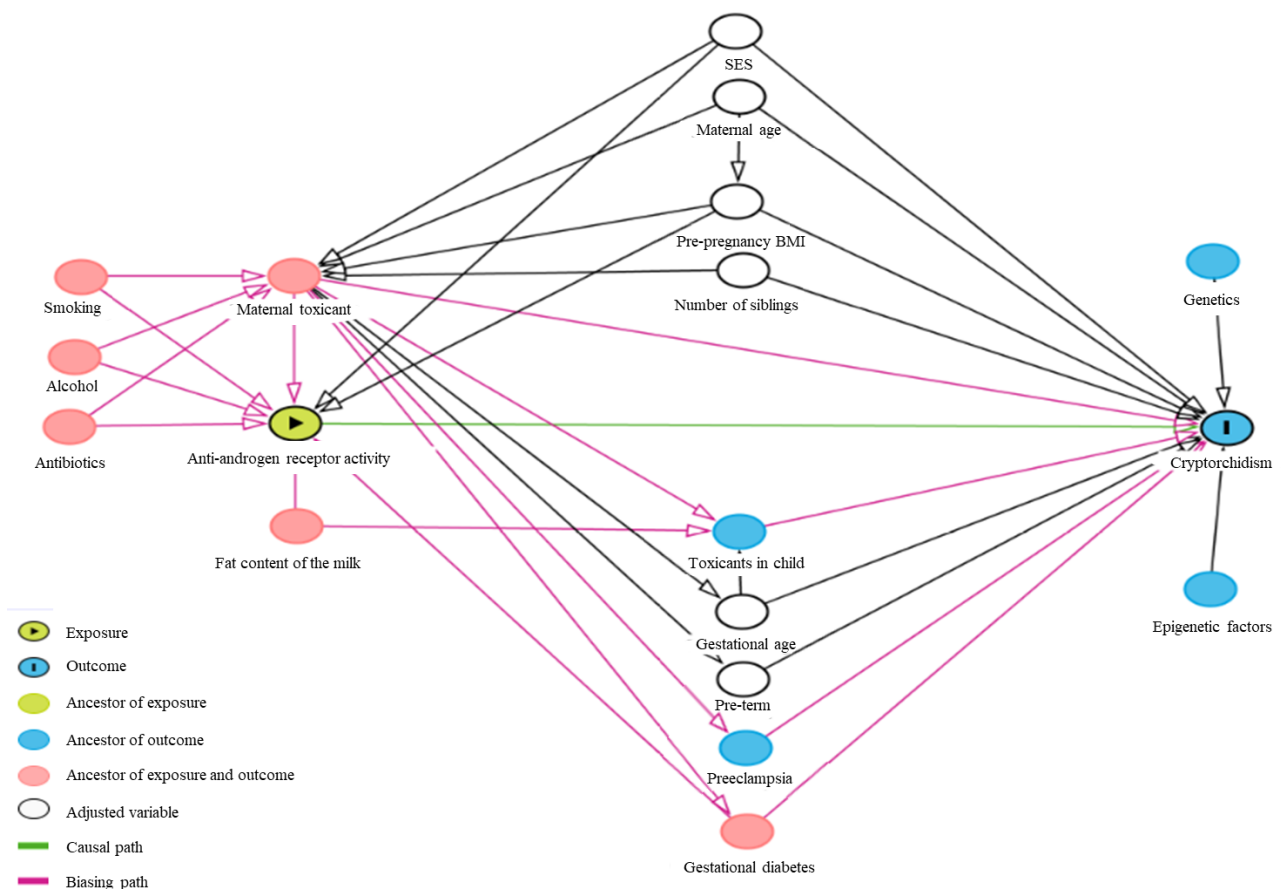 SES
Maternal age
Pre-pregnancy BMI
Number of siblings
Genetics
Smoking
Maternal toxicant
Alcohol
Antibiotics
Anti-androgen receptor activity
Cryptorchidism
Fat content of the milk
Toxicants in child
Gestational age
Epigenetic factors
Pre-term
Preeclampsia
Gestational diabetes
Exposure
Outcome
Ancestor of exposure
Ancestor of outcome
Ancestor of exposure and outcome
Adjusted variable
Causal path
Biasing path